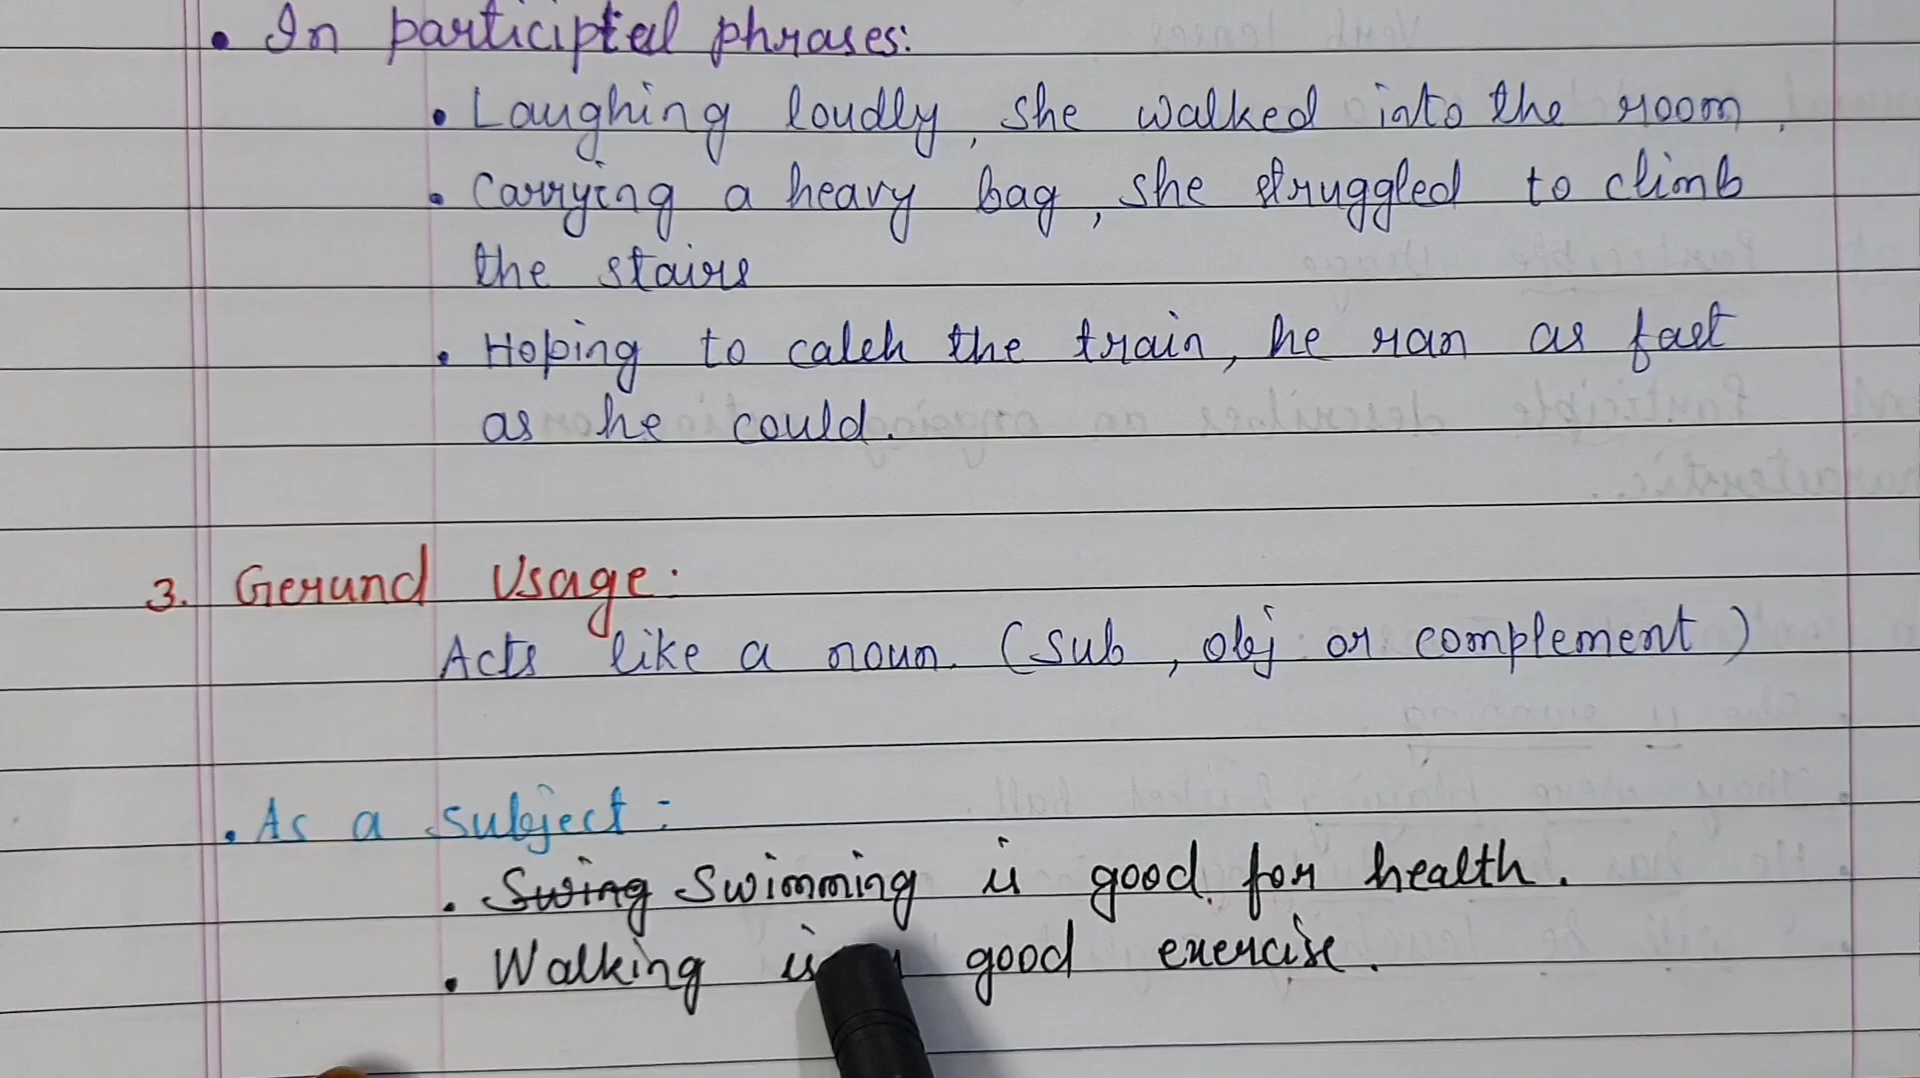 • In participial phrases:
• Laughing loudly, she walked into the room.
• Carrying a heavy bag, she struggled to climb
the stairs
• Hoping to catch the train, he ran as fast
as he could.
3. Gerund Usage:
Acts like a noun. (sub, obj or complement)
• As a subject:
• Swing Swimming is good for health.
• Walking is good exercise.